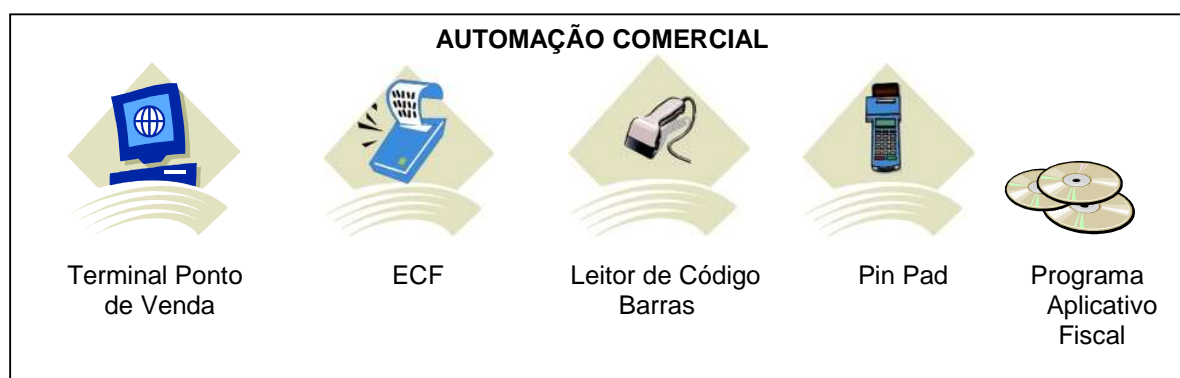 AUTOMAÇÃO COMERCIAL
Terminal Ponto
de Venda
ECF
Leitor de Código
Barras
Pin Pad
Programa
Aplicativo
Fiscal